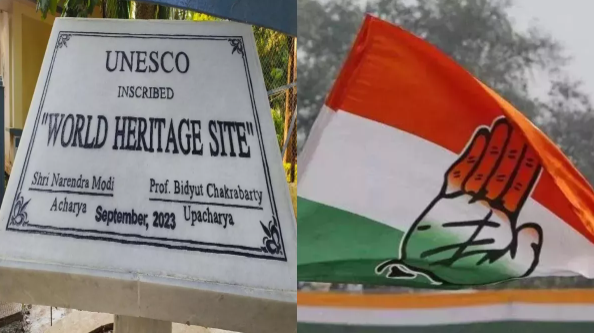 UNESCO
INSCRIBED
"WORLD HERITAGE SITE"
Shri Narendra Modi
Acharya
Prof. Bidyut Chakrabarty
Upacharya
September, 2023